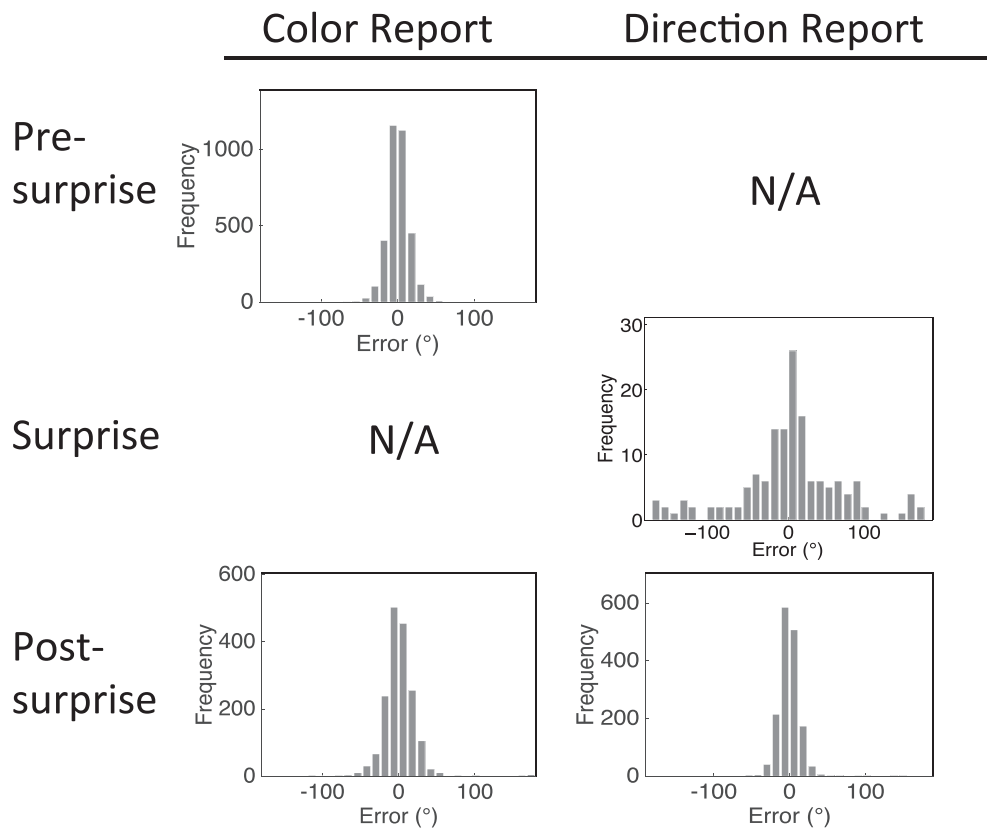 Color Report Direction Report
Pre-
surprise
Frequency
1000
500
0
-100 0 100
Error (°)
N/A
Surprise
N/A
Frequency
30
20
10
0
−100 0 100
Error (°)
Post-
surprise
Frequency
600
400
200
0
-100 0 100
Error (°)
Frequency
600
400
200
0
-100 0 100
Error (°)